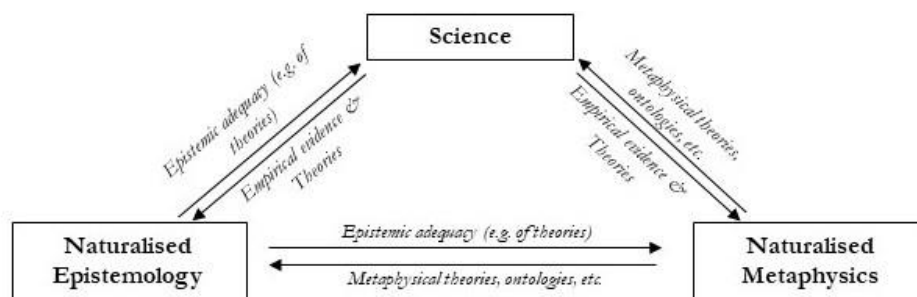 Science
Epistemic adequacy (e.g. of
theories)
Empirical evidence &
Theories
Metaphysical theories,
ontologies, etc.
Empirical evidence &
Theories
Naturalised
Epistemology
Epistemic adequacy (e.g. of theories)
Metaphysical theories, ontologies, etc.
Naturalised
Metaphysics